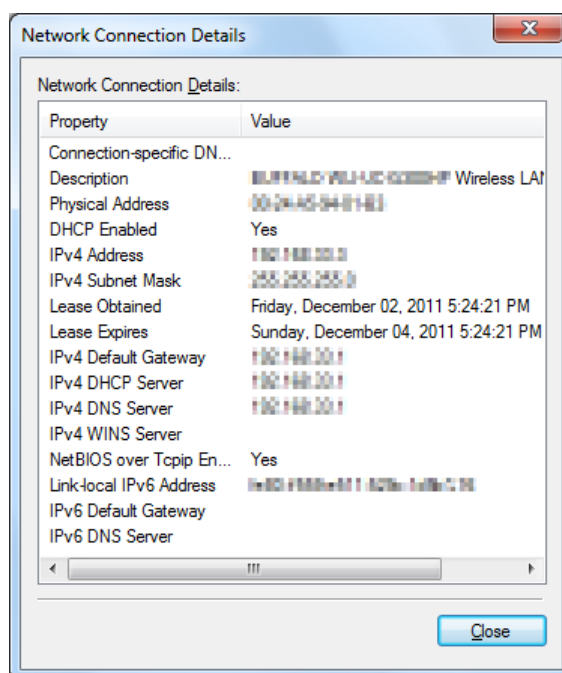 Network Connection Details
Network Connection Details:
Property Value
Connection-specific DN...
Description Wireless LAN
Physical Address
DHCP Enabled Yes
IPv4 Address
IPv4 Subnet Mask
Lease Obtained Friday, December 02, 2011 5:24:21 PM
Lease Expires Sunday, December 04, 2011 5:24:21 PM
IPv4 Default Gateway
IPv4 DHCP Server
IPv4 DNS Server
IPv4 WINS Server
NetBIOS over Tcpip En... Yes
Link-local IPv6 Address
IPv6 Default Gateway
IPv6 DNS Server
Close